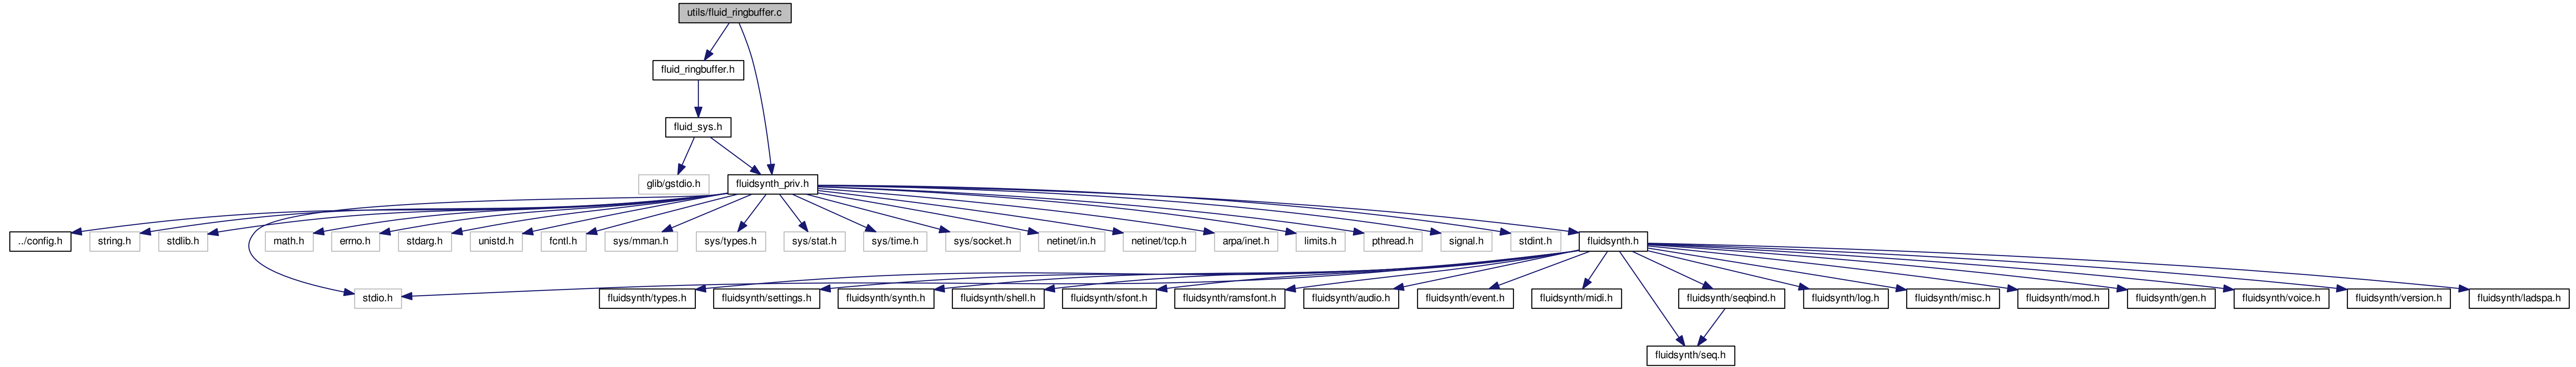 utils/fluid_ringbuffer.c
fluid_ringbuffer.h
fluid_sys.h
glib/gstdio.h
fluidsynth_priv.h
../config.h
string.h
stdlib.h
math.h
errno.h
stdarg.h
unistd.h
fcntl.h
sys/mman.h
sys/types.h
sys/stat.h
sys/time.h
sys/socket.h
netinet/in.h
netinet/tcp.h
arpa/inet.h
limits.h
pthread.h
signal.h
stdint.h
fluidsynth.h
stdio.h
fluidsynth/types.h
fluidsynth/settings.h
fluidsynth/synth.h
fluidsynth/shell.h
fluidsynth/sfont.h
fluidsynth/ramsfont.h
fluidsynth/audio.h
fluidsynth/event.h
fluidsynth/midi.h
fluidsynth/seqbind.h
fluidsynth/log.h
fluidsynth/misc.h
fluidsynth/mod.h
fluidsynth/gen.h
fluidsynth/voice.h
fluidsynth/version.h
fluidsynth/ladspa.h
fluidsynth/seq.h